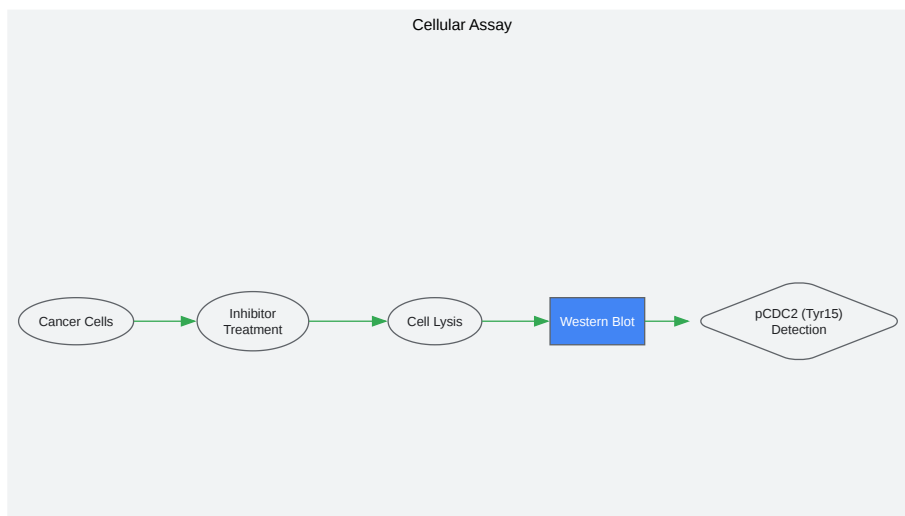 Cellular Assay
Cancer Cells
Inhibitor
Treatment
Cell Lysis
Western Blot
pCDC2 (Tyr15)
Detection